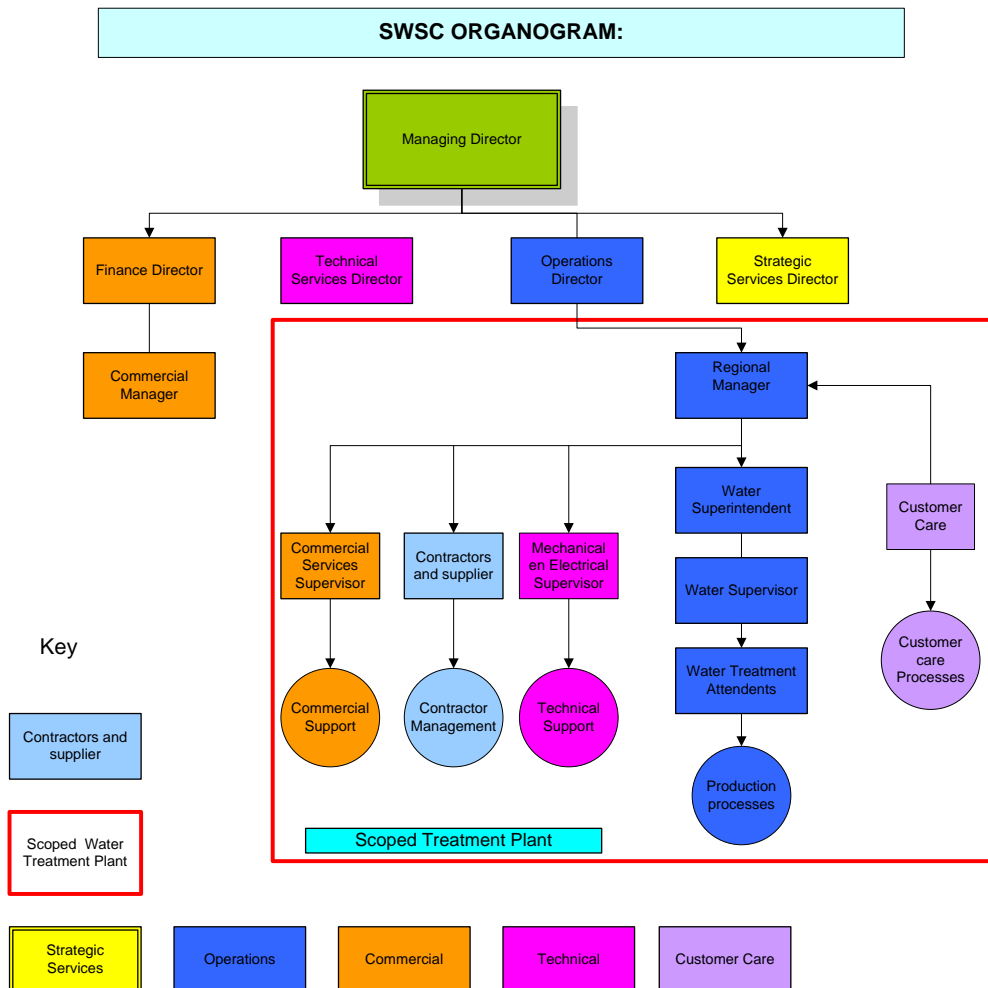 SWSC ORGANOGRAM:
Managing Director
Finance Director
Technical
Services Director
Operations
Director
Strategic
Services Director
Commercial
Manager
Regional
Manager
Water
Superintendent
Customer
Care
Commercial
Services
Supervisor
Contractors
and supplier
Mechanical
en Electrical
Supervisor
Water Supervisor
Key
Customer
care
Processes
Water Treatment
Attendents
Commercial
Support
Contractor
Management
Technical
Support
Contractors and
supplier
Production
processes
Scoped Water
Treatment Plant
Scoped Treatment Plant
Strategic
Services
Operations
Commercial
Technical
Customer Care